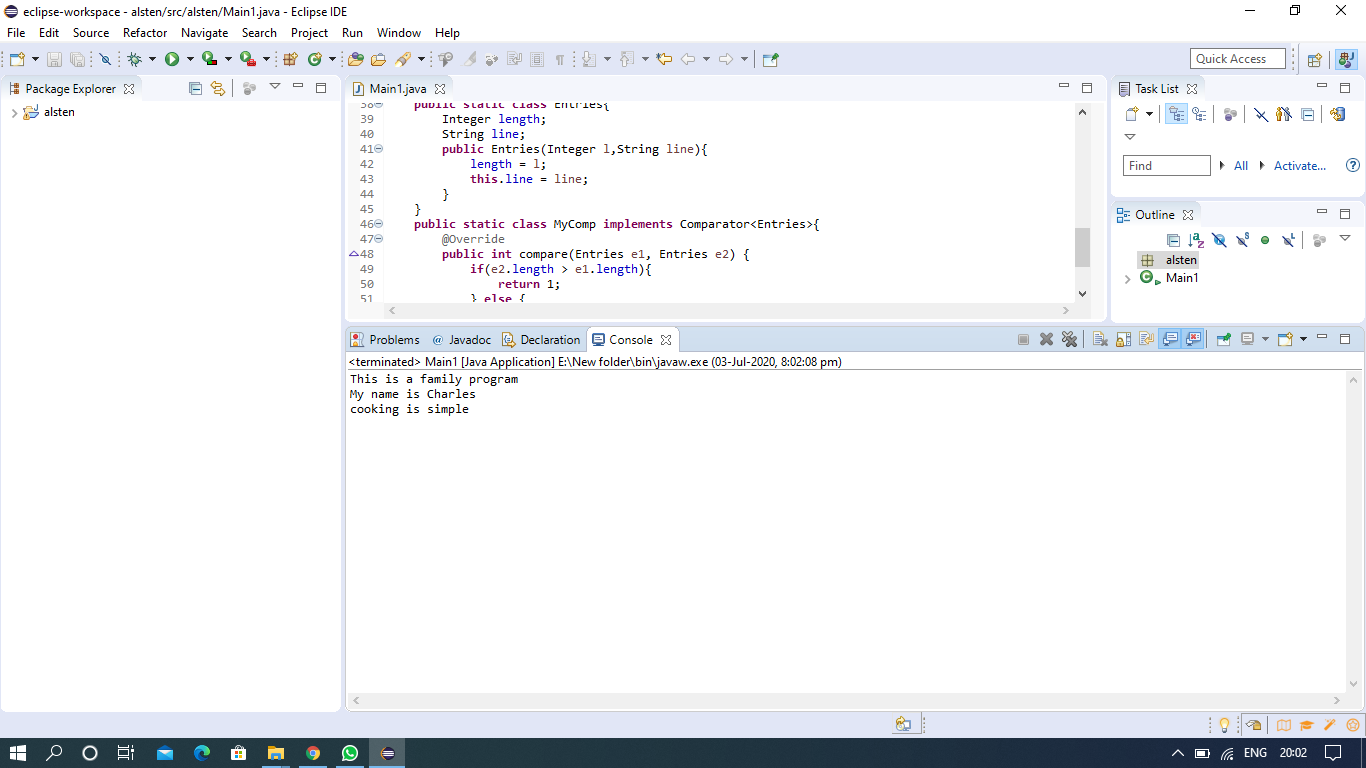 eclipse-workspace - alsten/src/alsten/Main1.java - Eclipse IDE
File Edit Source Refactor Navigate Search Project Run Window Help
Quick Access
Package Explorer
alsten
Main1.java
38 public static class Entries{
39 Integer length;
40 String line;
41 public Entries(Integer l,String line){
42 length = l;
43 this.line = line;
44 }
45 }
46 public static class MyComp implements Comparator<Entries>{
47 @Override
48 public int compare(Entries e1, Entries e2) {
49 if(e2.length > e1.length){
50 return 1;
51 } else {
Task List
Find All Activate...
Outline
alsten
Main1
Problems @ Javadoc Declaration Console
<terminated> Main1 [Java Application] E:\New folder\bin\javaw.exe (03-Jul-2020, 8:02:08 pm)
This is a family program
My name is Charles
cooking is simple
ENG 20:02